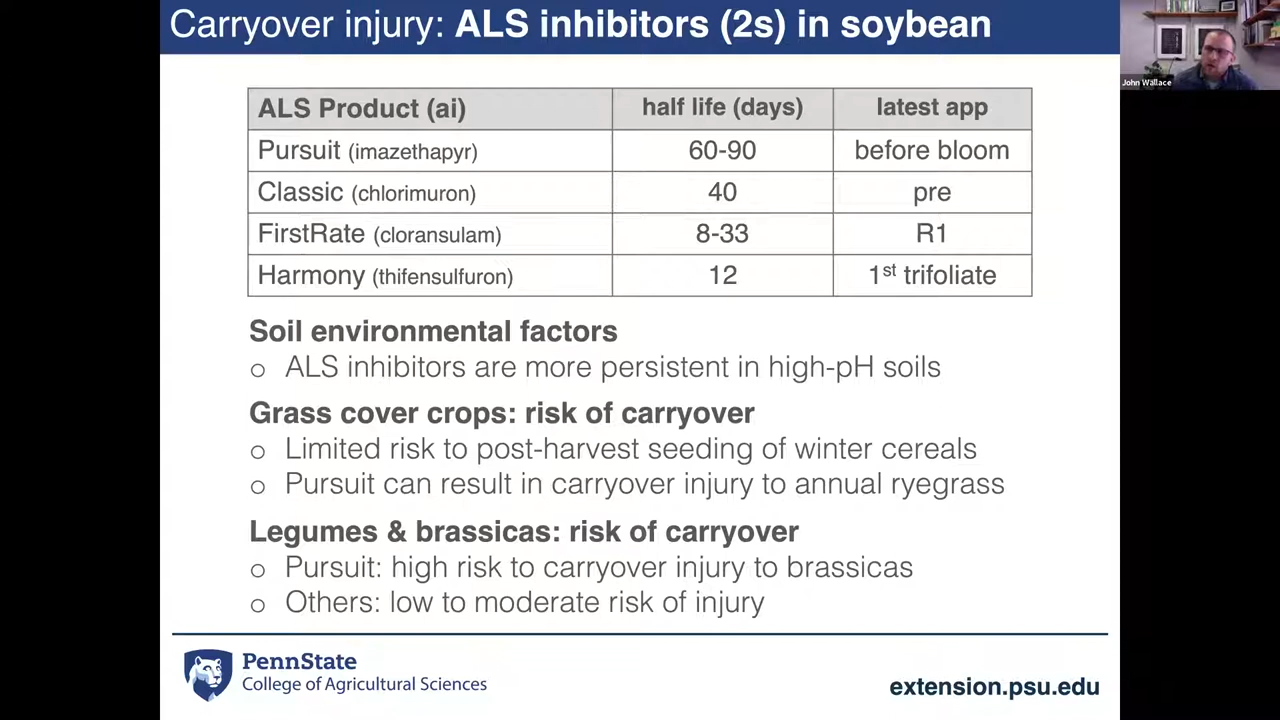 Carryover injury: ALS inhibitors (2s) in soybean
John Wallace
ALS Product (ai) half life (days) latest app
Pursuit (imazethapyr) 60-90 before bloom
Classic (chlorimuron) 40 pre
FirstRate (cloransulam) 8-33 R1
Harmony (thifensulfuron) 12 1st trifoliate
Soil environmental factors
o ALS inhibitors are more persistent in high-pH soils
Grass cover crops: risk of carryover
o Limited risk to post-harvest seeding of winter cereals
o Pursuit can result in carryover injury to annual ryegrass
Legumes & brassicas: risk of carryover
o Pursuit: high risk to carryover injury to brassicas
o Others: low to moderate risk of injury
PennState
College of Agricultural Sciences
extension.psu.edu